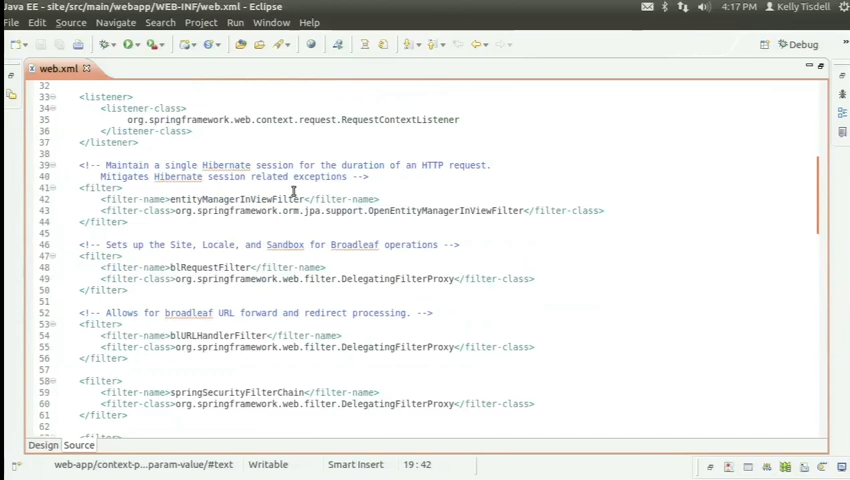 Java EE - site/src/main/webapp/WEB-INF/web.xml - Eclipse
4:17 PM
Kelly Tisdell
File Edit Source Navigate Search Project Run Window Help
Debug
web.xml
32
33 <listener>
34 <listener-class>
35 org.springframework.web.context.request.RequestContextListener
36 </listener-class>
37 </listener>
38
39 <!-- Maintain a single Hibernate session for the duration of an HTTP request.
40 Mitigates Hibernate session related exceptions -->
41 <filter>
42 <filter-name>entityManagerInViewFilter</filter-name>
43 <filter-class>org.springframework.orm.jpa.support.OpenEntityManagerInViewFilter</filter-class>
44 </filter>
45
46 <!-- Sets up the Site, Locale, and Sandbox for Broadleaf operations -->
47 <filter>
48 <filter-name>blRequestFilter</filter-name>
49 <filter-class>org.springframework.web.filter.DelegatingFilterProxy</filter-class>
50 </filter>
51
52 <!-- Allows for broadleaf URL forward and redirect processing. -->
53 <filter>
54 <filter-name>blURLHandlerFilter</filter-name>
55 <filter-class>org.springframework.web.filter.DelegatingFilterProxy</filter-class>
56 </filter>
57
58 <filter>
59 <filter-name>springSecurityFilterChain</filter-name>
60 <filter-class>org.springframework.web.filter.DelegatingFilterProxy</filter-class>
61 </filter>
62
Design Source
web-app/context-p...param-value/#text Writable Smart Insert 19 : 42